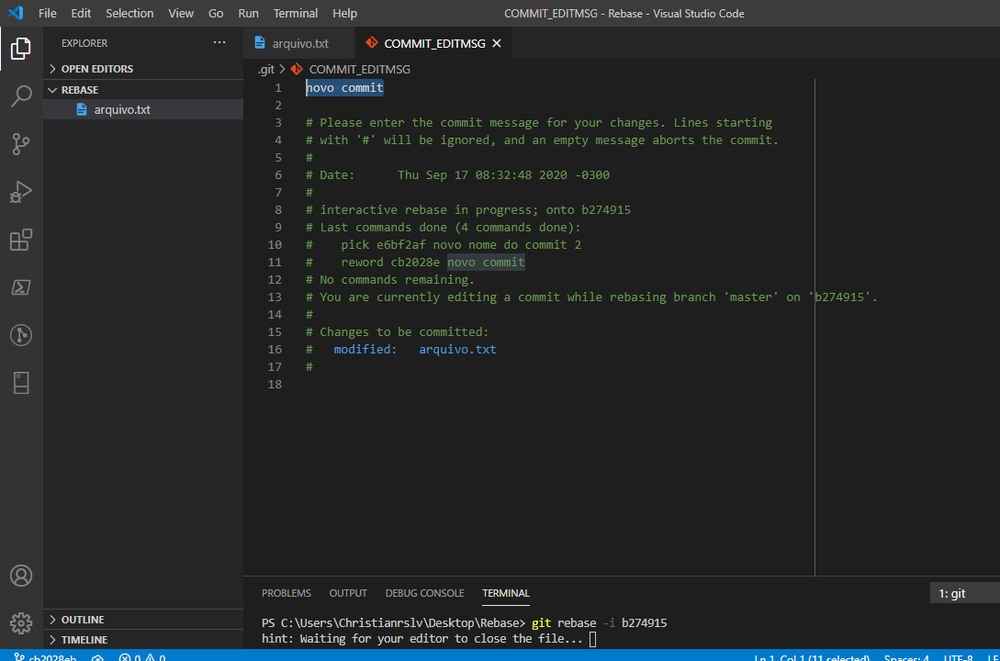 File Edit Selection View Go Run Terminal Help COMMIT_EDITMSG - Rebase - Visual Studio Code
EXPLORER ···
OPEN EDITORS
REBASE
arquivo.txt
OUTLINE
TIMELINE
arquivo.txt COMMIT_EDITMSG
.git > COMMIT_EDITMSG
1 novo commit
2
3 # Please enter the commit message for your changes. Lines starting
4 # with '#' will be ignored, and an empty message aborts the commit.
5 #
6 # Date:      Thu Sep 17 08:32:48 2020 -0300
7 #
8 # interactive rebase in progress; onto b274915
9 # Last commands done (4 commands done):
10 #    pick e6bf2af novo nome do commit 2
11 #    reword cb2028e novo commit
12 # No commands remaining.
13 # You are currently editing a commit while rebasing branch 'master' on 'b274915'.
14 #
15 # Changes to be committed:
16 #	modified:   arquivo.txt
17 #
18
PROBLEMS OUTPUT DEBUG CONSOLE TERMINAL 1: git
PS C:\Users\Christianrslv\Desktop\Rebase> git rebase -i b274915
hint: Waiting for your editor to close the file...
cb2028eb 0 0 Ln 1, Col 1 (11 selected) Spaces: 4 UTF-8 LF